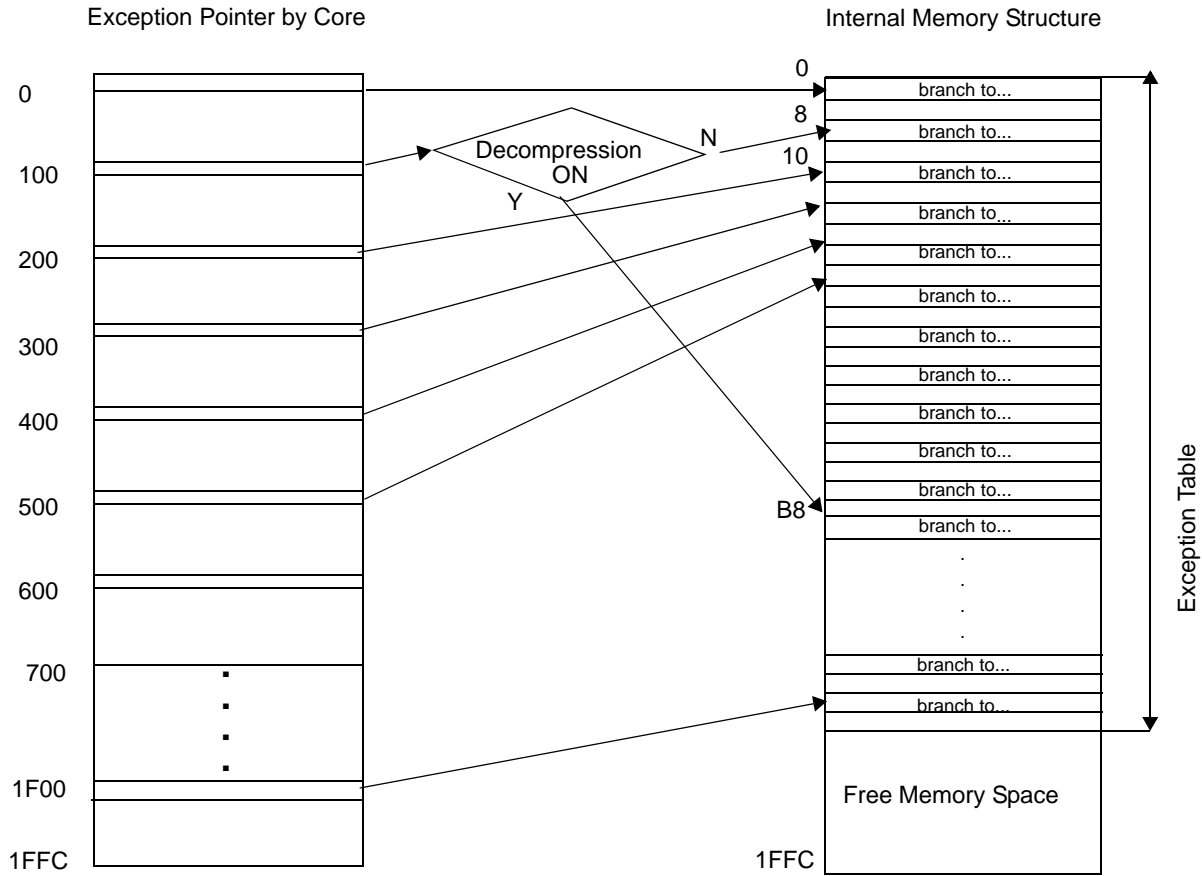 Exception Pointer by Core
0
100
200
300
400
500
600
700
1F00
1FFC
Decompression
ON
N
Y
Internal Memory Structure
0
8
10
B8
1FFC
branch to...
branch to...
branch to...
branch to...
branch to...
branch to...
branch to...
branch to...
branch to...
branch to...
branch to...
branch to...
branch to...
branch to...
Free Memory Space
Exception Table